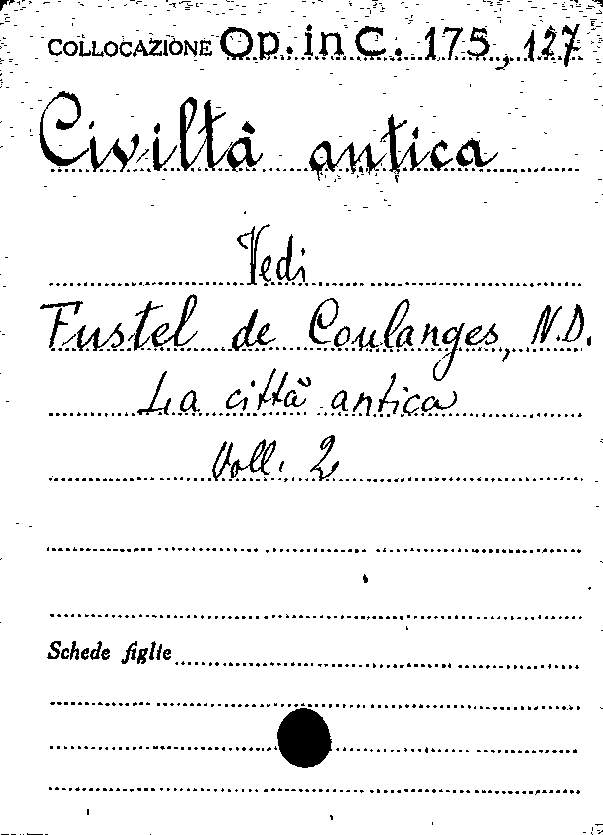 COLLOCAZIONE Op. in C. 175, 127
Civiltà antica
Vedi
Fustel de Coulanges, N.D.
La città antica
Voll. 2
Schede figlie